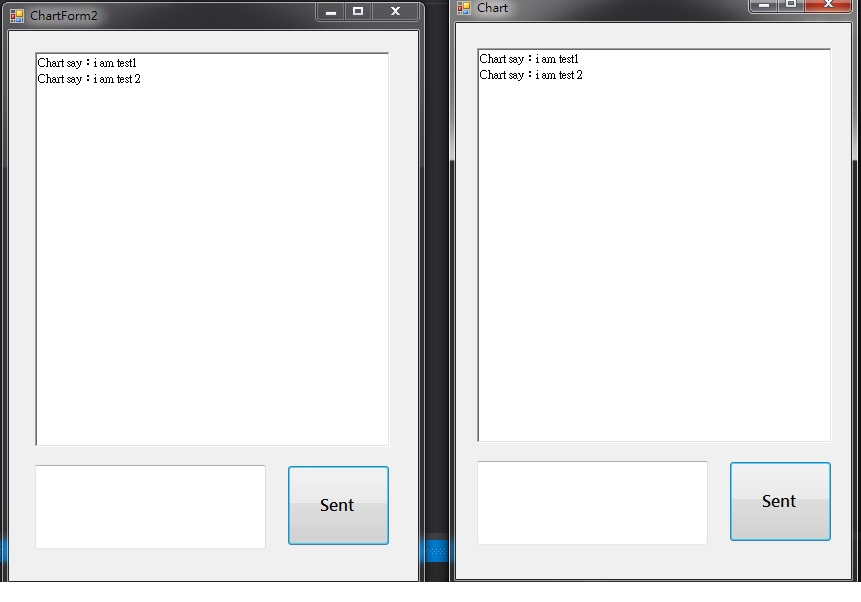 ChartForm2
Chart say：i am test1
Chart say：i am test 2
Sent
Chart
Chart say：i am test1
Chart say：i am test 2
Sent